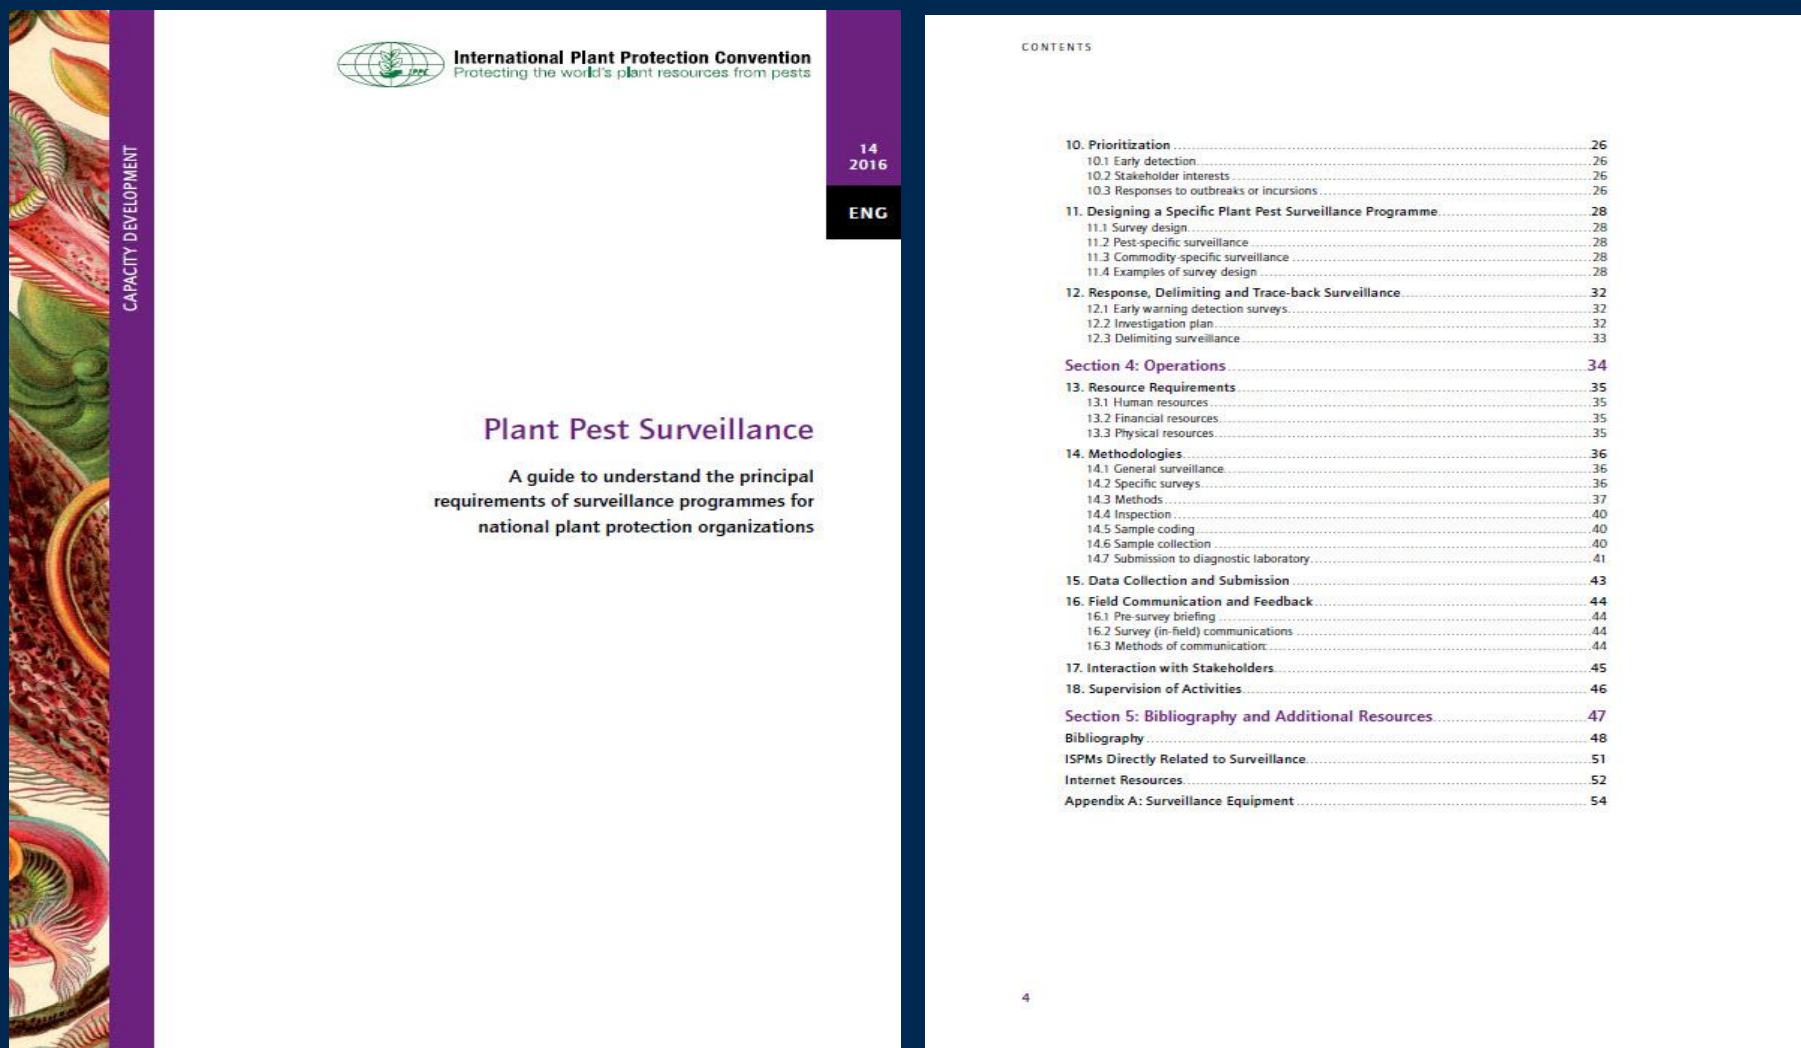 International Plant Protection Convention
Protecting the world's plant resources from pests
14
2016
ENG
CAPACITY DEVELOPMENT
Plant Pest Surveillance
A guide to understand the principal
requirements of surveillance programmes for
national plant protection organizations
CONTENTS
10. Prioritization 26
10.1 Early detection 26
10.2 Stakeholder interests 26
10.3 Responses to outbreaks or incursions 26
11. Designing a Specific Plant Pest Surveillance Programme 28
11.1 Survey design 28
11.2 Pest-specific surveillance 28
11.3 Commodity-specific surveillance 28
11.4 Examples of survey design 28
12. Response, Delimiting and Trace-back Surveillance 32
12.1 Early warning detection surveys 32
12.2 Investigation plan 32
12.3 Delimiting surveillance 33
Section 4: Operations 34
13. Resource Requirements 35
13.1 Human resources 35
13.2 Financial resources 35
13.3 Physical resources 35
14. Methodologies 36
14.1 General surveillance 36
14.2 Specific surveys 36
14.3 Methods 37
14.4 Inspection 40
14.5 Sample coding 40
14.6 Sample collection 40
14.7 Submission to diagnostic laboratory 41
15. Data Collection and Submission 43
16. Field Communication and Feedback 44
16.1 Pre-survey briefing 44
16.2 Survey (in-field) communications 44
16.3 Methods of communication: 44
17. Interaction with Stakeholders 45
18. Supervision of Activities 46
Section 5: Bibliography and Additional Resources 47
Bibliography 48
ISPMs Directly Related to Surveillance 51
Internet Resources 52
Appendix A: Surveillance Equipment 54
4